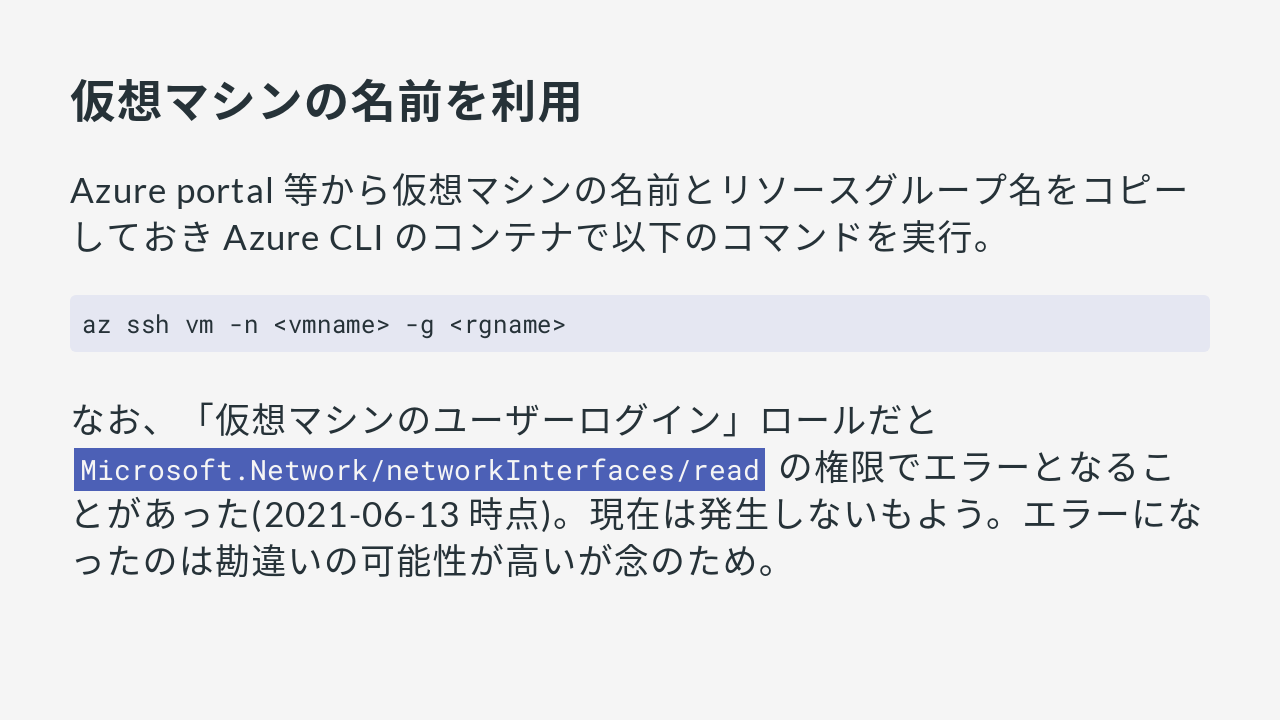 仮想マシンの名前を利用
Azure portal 等から仮想マシンの名前とリソースグループ名をコピー
しておき Azure CLI のコンテナで以下のコマンドを実行。
az ssh vm -n <vmname> -g <rgname>
なお、「仮想マシンのユーザーログイン」ロールだと
Microsoft.Network/networkInterfaces/read の権限でエラーとなるこ
とがあった(2021-06-13 時点)。現在は発生しないもよう。エラーにな
ったのは勘違いの可能性が高いが念のため。